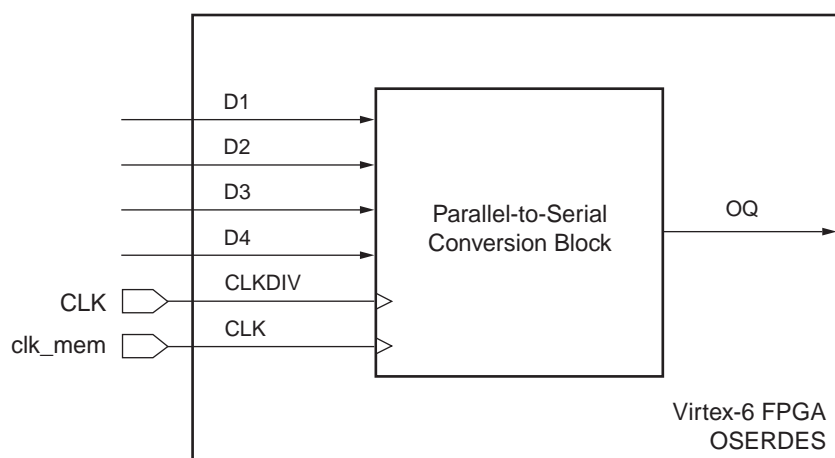 D1
D2
D3
D4
CLKDIV
CLK
CLK
clk_mem
Parallel-to-Serial
Conversion Block
OQ
Virtex-6 FPGA
OSERDES